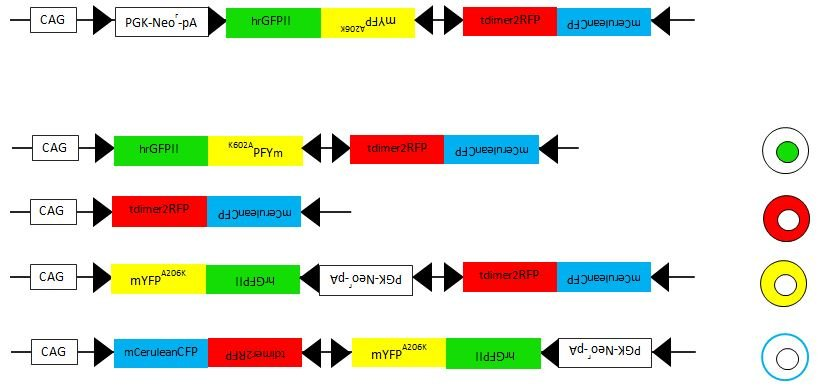 CAG PGK-Neoʳ-pA hrGFPII mYFPA206K tdimer2RFP mCeruleanCFP
CAG hrGFPII K602APFYm tdimer2RFP mCeruleanCFP
CAG tdimer2RFP mCeruleanCFP
CAG mYFPA206K hrGFPII PGK-Neoʳ-pA tdimer2RFP mCeruleanCFP
CAG mCeruleanCFP tdimer2RFP mYFPA206K hrGFPII PGK-Neoʳ-pA